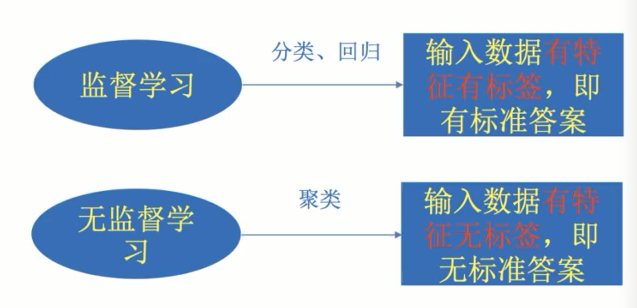 监督学习
分类、回归
输入数据有特
征有标签，即
有标准答案
无监督学
习
聚类
输入数据有特
征无标签，即
无标准答案